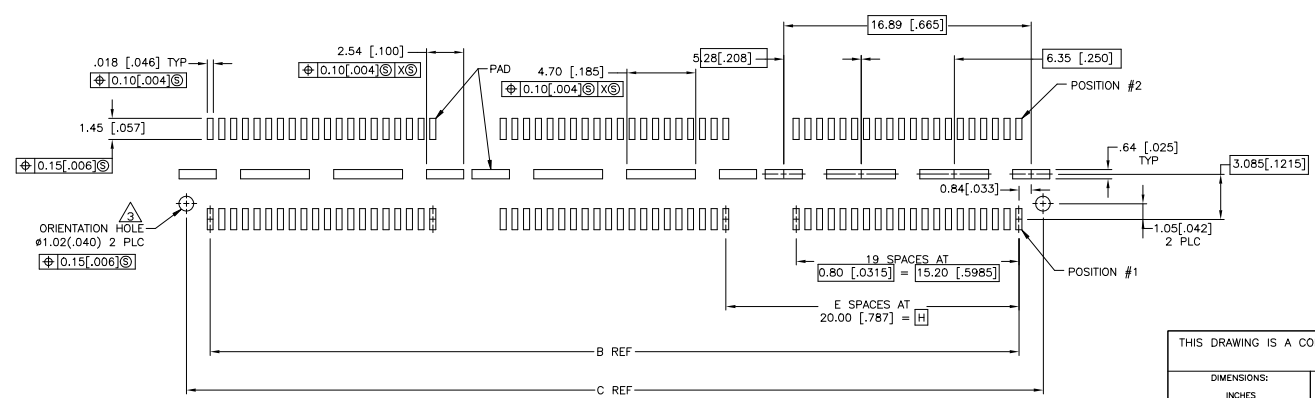 16.89 [.665]
2.54 [.100]
⌖ 0.10[.004]Ⓢ XⓈ
.018 [.046] TYP
⌖ 0.10[.004]Ⓢ
PAD
4.70 [.185]
⌖ 0.10[.004]Ⓢ XⓈ
5.28[.208]
6.35 [.250]
POSITION #2
1.45 [.057]
⌖ 0.15[.006]Ⓢ
.64 [.025]
TYP
3.085[.1215]
0.84[.033]
3
ORIENTATION HOLE
ø1.02(.040) 2 PLC
⌖ 0.15[.006]Ⓢ
1.05[.042]
2 PLC
19 SPACES AT
0.80 [.0315] = 15.20 [.5985]
POSITION #1
E SPACES AT
20.00 [.787] = H
B REF
C REF
THIS DRAWING IS A CO
DIMENSIONS:
INCHES